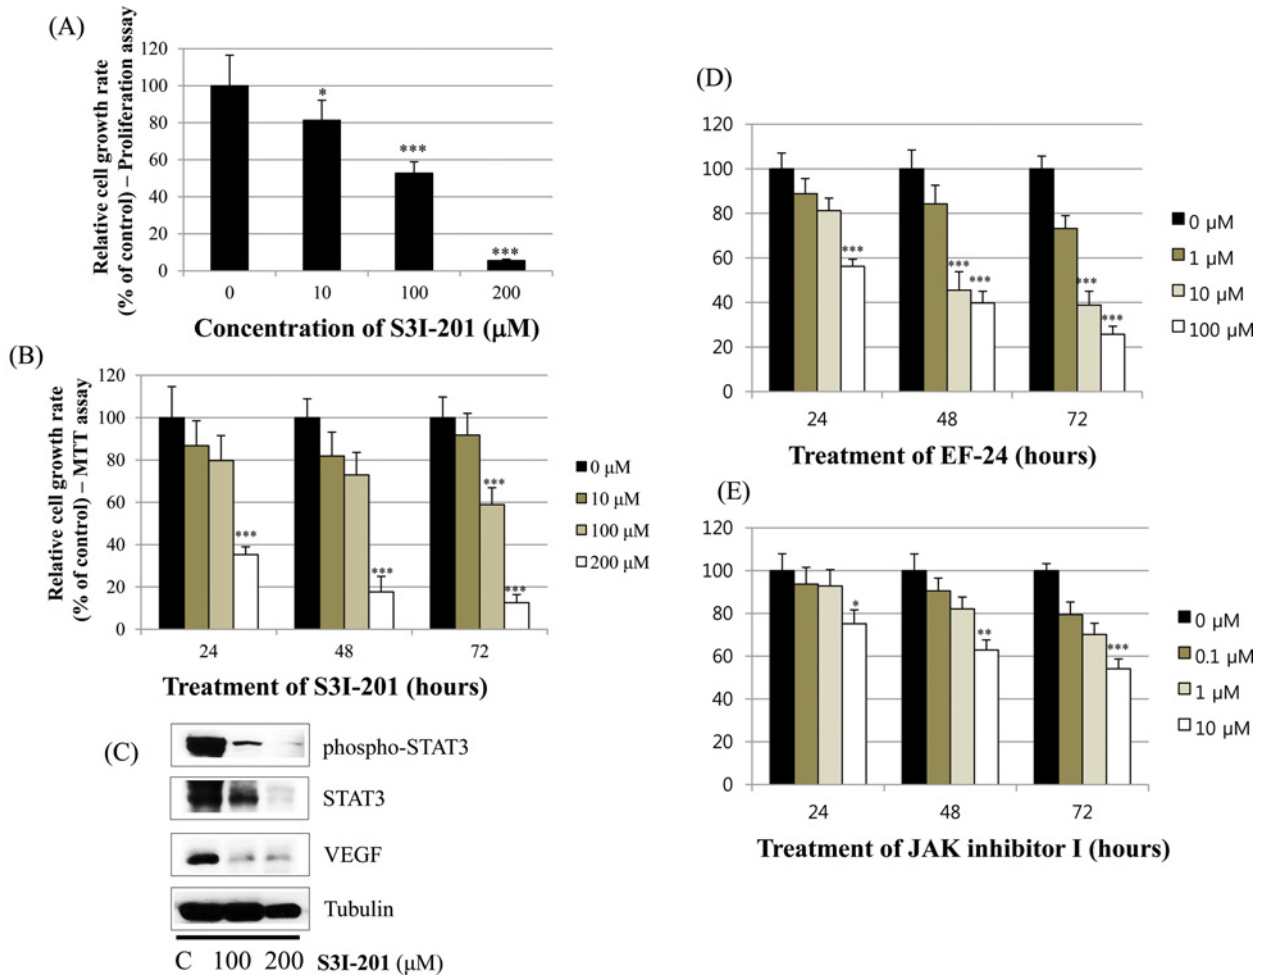 (A)
Relative cell growth rate
(% of control) – Proliferation assay
120
100
80
60
40
20
0
*
***
***
0 10 100 200
Concentration of S3I-201 (μM)
(B)
Relative cell growth rate
(% of control) – MTT assay
140
120
100
80
60
40
20
0
***
***
***
***
24 48 72
0 μM
10 μM
100 μM
200 μM
Treatment of S3I-201 (hours)
(C)
phospho-STAT3
STAT3
VEGF
Tubulin
C 100 200 S3I-201 (μM)
(D)
120
100
80
60
40
20
0
***
***
***
***
***
24 48 72
0 μM
1 μM
10 μM
100 μM
Treatment of EF-24 (hours)
(E)
120
100
80
60
40
20
0
*
**
***
24 48 72
0 μM
0.1 μM
1 μM
10 μM
Treatment of JAK inhibitor I (hours)